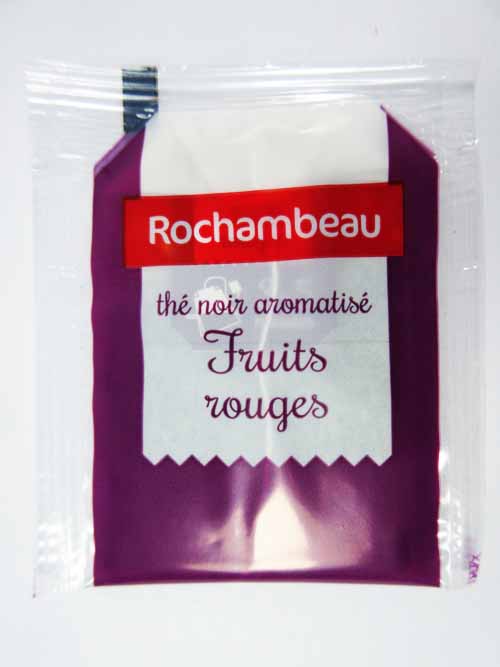 Rochambeau
thé noir aromatisé
Fruits
rouges